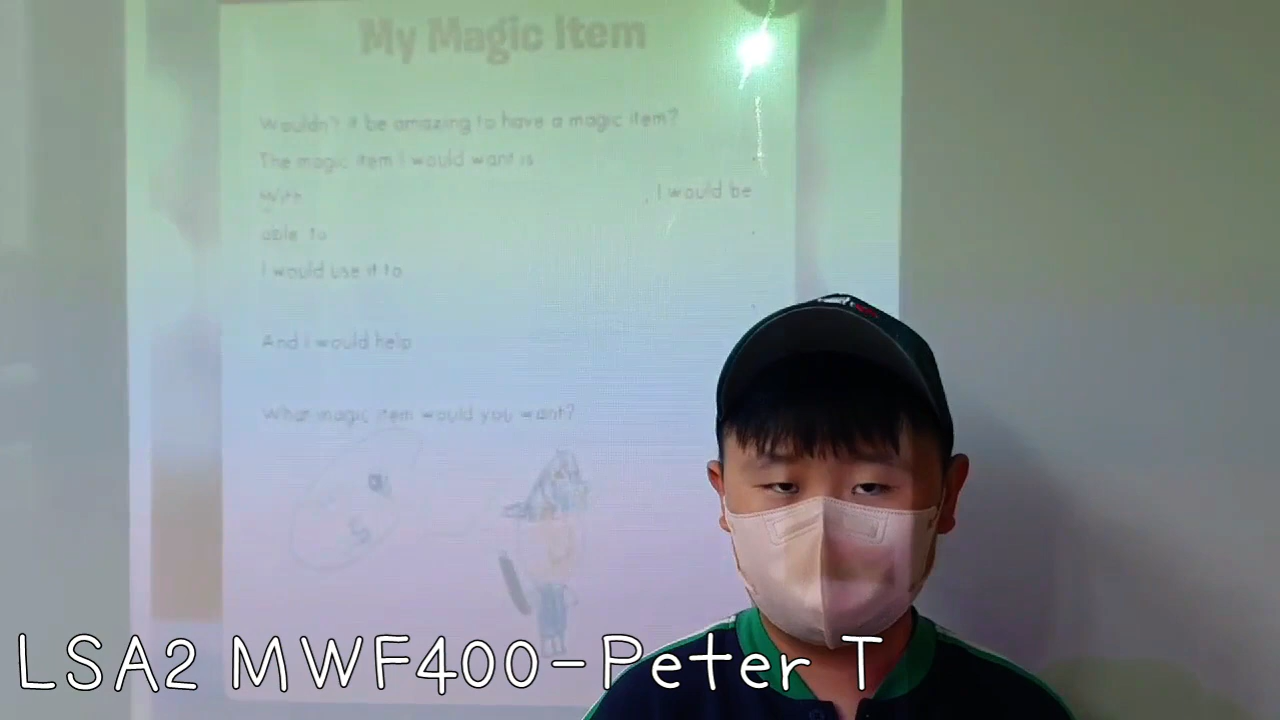 My Magic Item
Wouldn't it be amazing to have a magic item?
The magic item I would want is .
With , I would be
able to .
I would use it to
.
And I would help
What magic item would you want?
LSA2 MWF400-Peter T